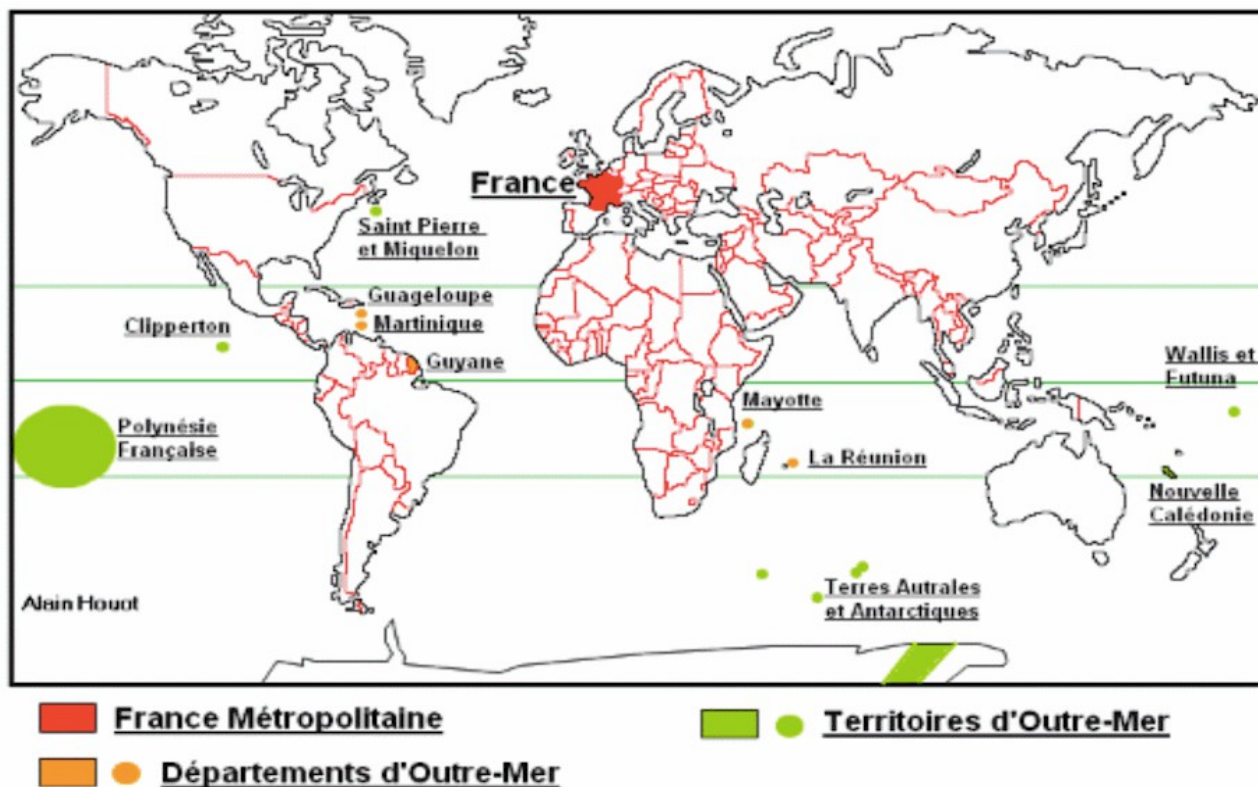 France
Saint Pierre
et Miquelon
Guageloupe
Martinique
Clipperton
Guyane
Wallis et
Futuna
Mayotte
Polynésie
Française
La Réunion
Nouvelle
Calédonie
Terres Autrales
et Antarctiques
Alain Houot
France Métropolitaine
Territoires d'Outre-Mer
Départements d'Outre-Mer